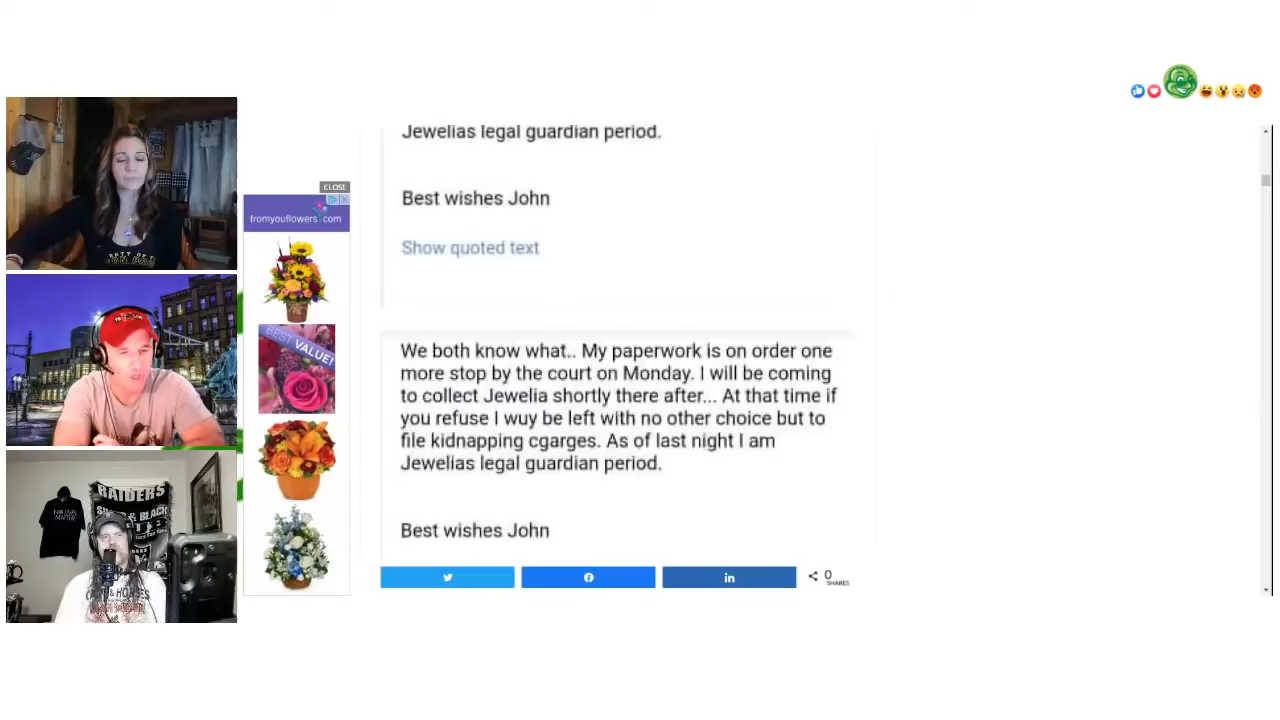 Jewelias legal guardian period.
Best wishes John
Show quoted text
We both know what.. My paperwork is on order one
more stop by the court on Monday. I will be coming
to collect Jewelia shortly there after... At that time if
you refuse I wuy be left with no other choice but to
file kidnapping cgarges. As of last night I am
Jewelias legal guardian period.
Best wishes John
0
SHARES
CLOSE
fromyouflowers.com
BEST VALUE!
RAIDERS